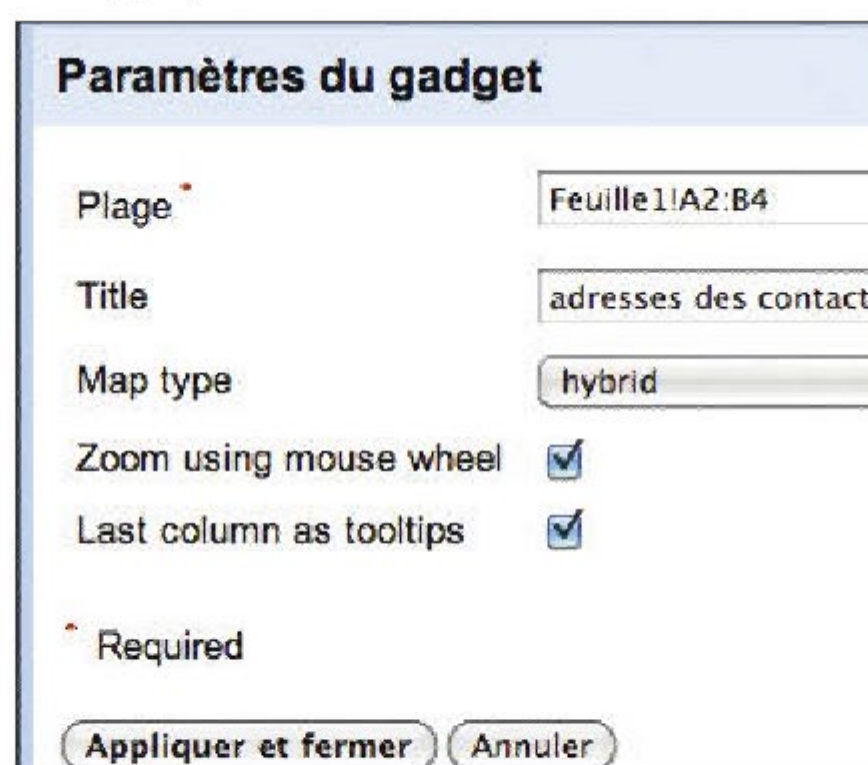 Paramètres du gadget
Plage * Feuille1!A2:B4
Title adresses des contact
Map type hybrid
Zoom using mouse wheel
Last column as tooltips
* Required
Appliquer et fermer Annuler